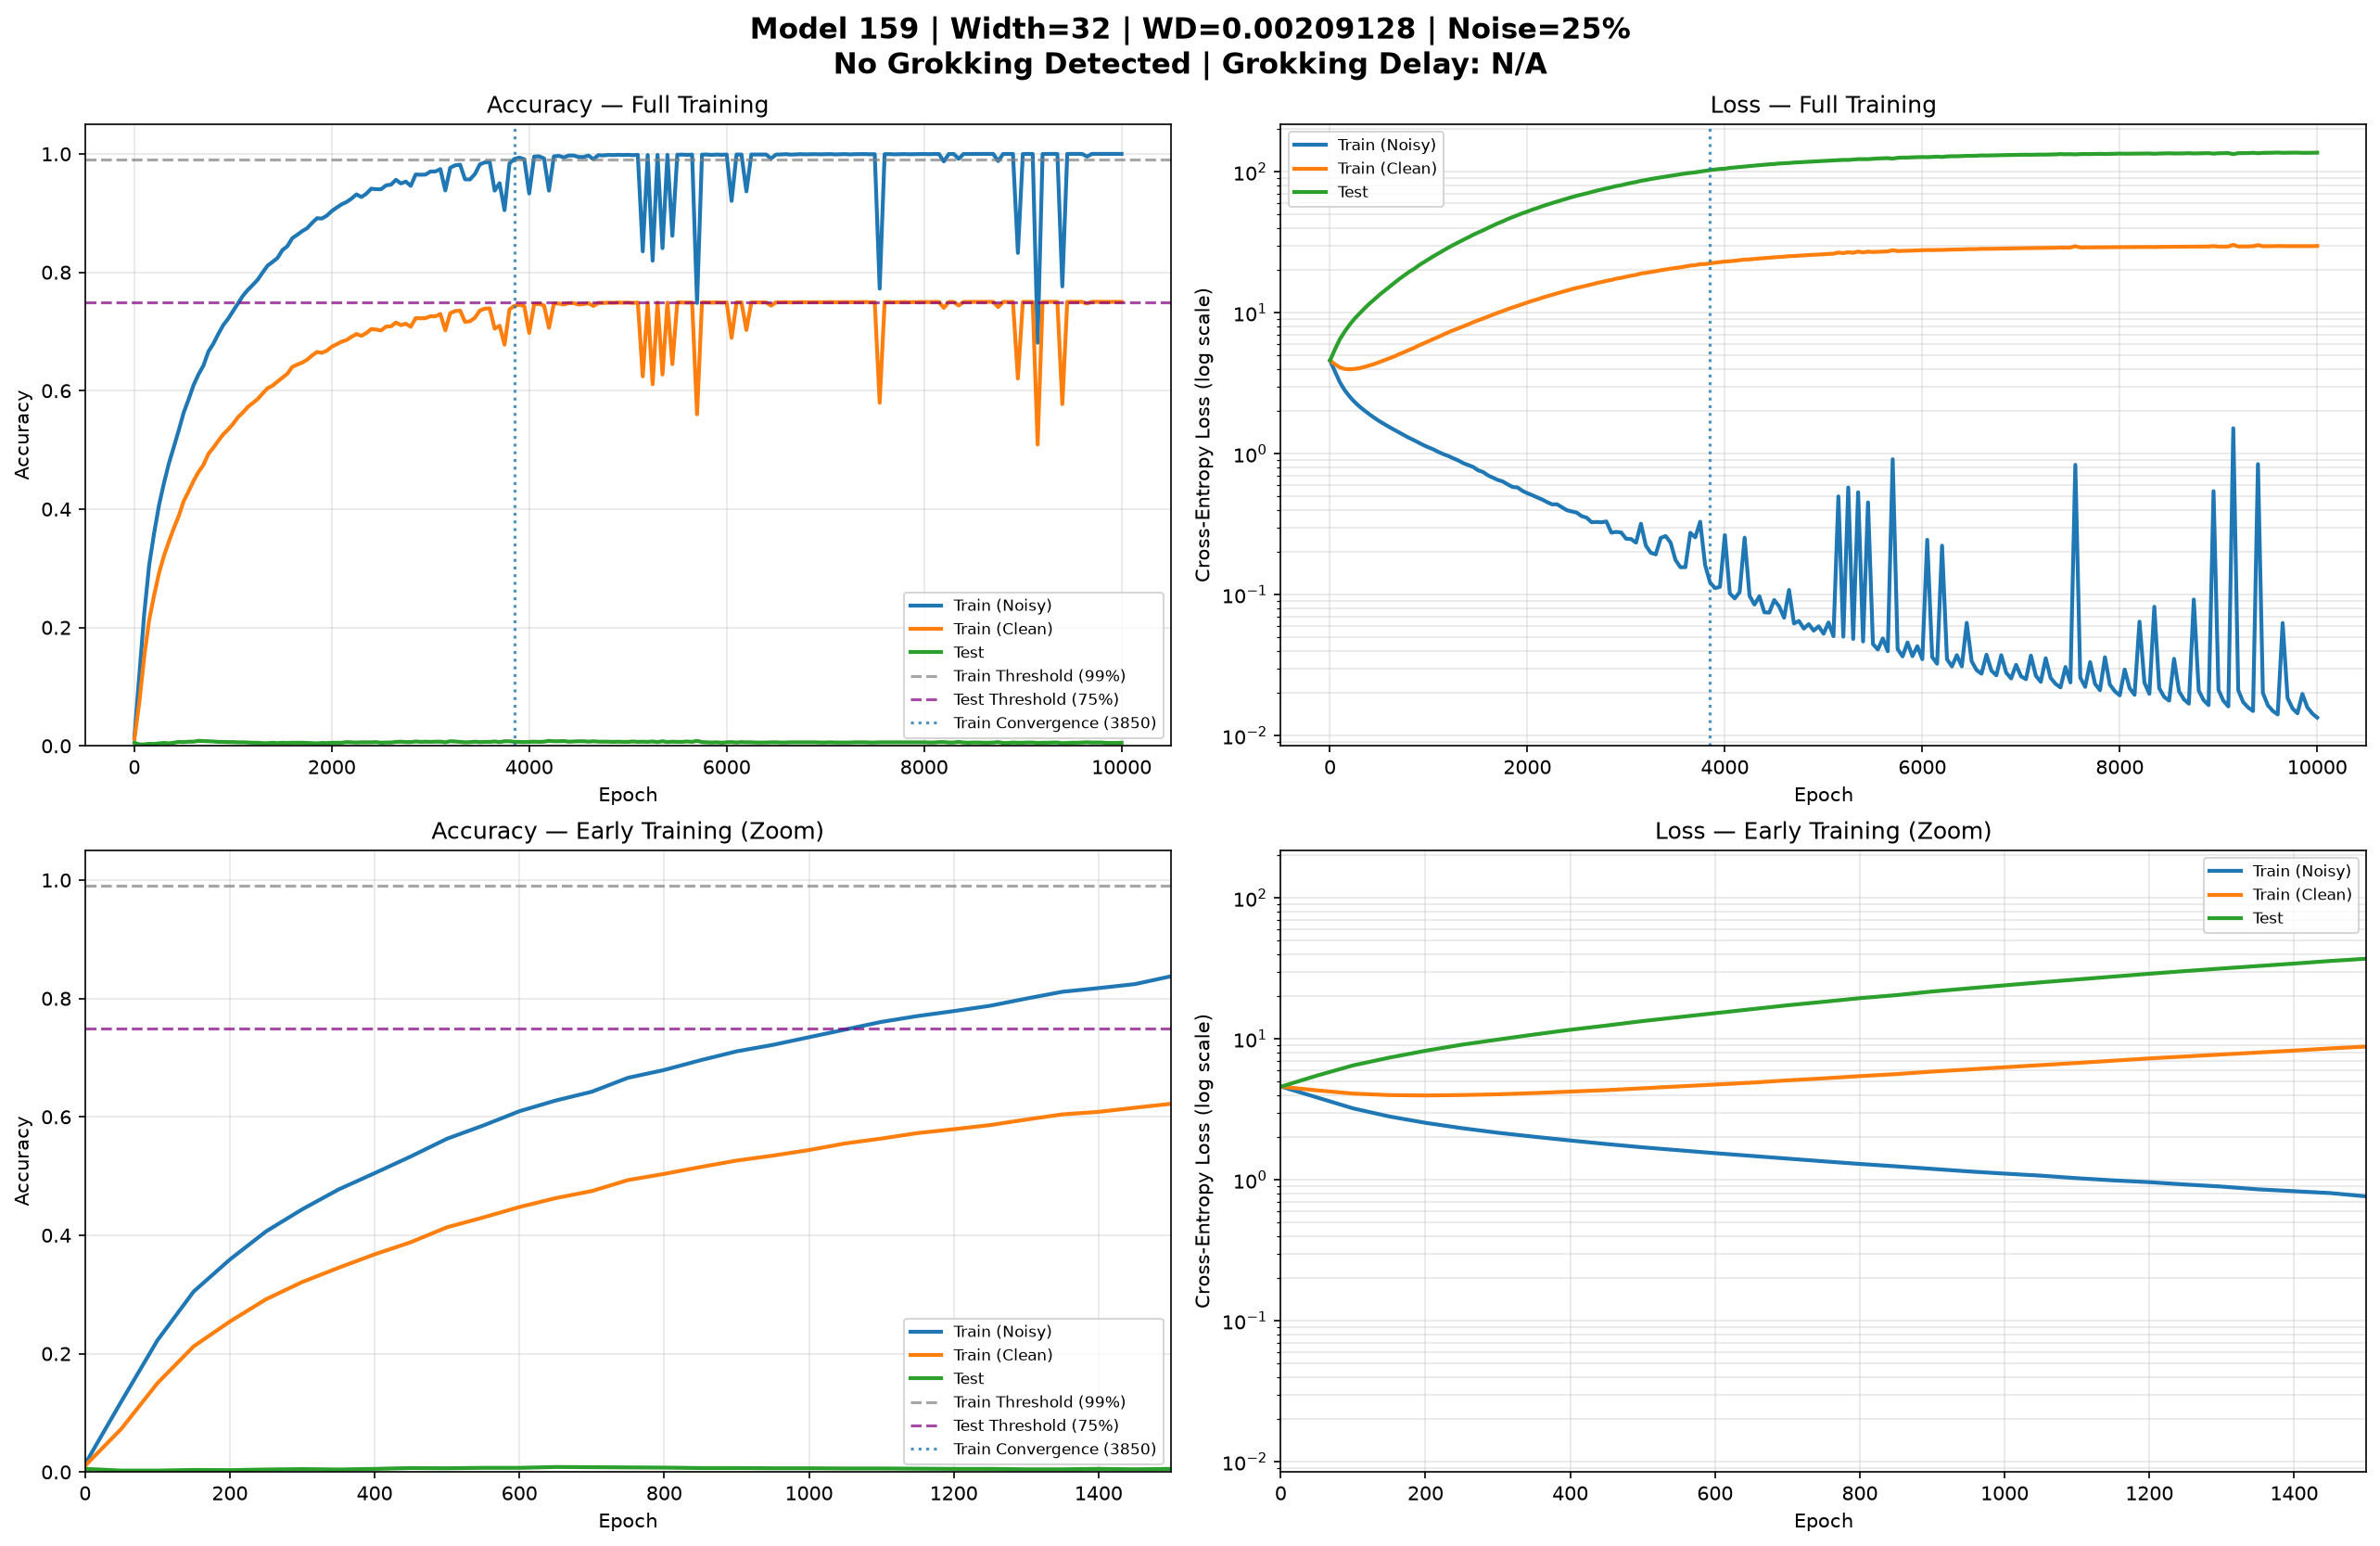 Model 159 | Width=32 | WD=0.00209128 | Noise=25%
No Grokking Detected | Grokking Delay: N/A
Accuracy — Full Training
Accuracy
1.0
0.8
0.6
0.4
0.2
0.0
0 2000 4000 6000 8000 10000
Epoch
Train (Noisy)
Train (Clean)
Test
Train Threshold (99%)
Test Threshold (75%)
Train Convergence (3850)
Loss — Full Training
Cross-Entropy Loss (log scale)
10²
10¹
10⁰
10⁻¹
10⁻²
0 2000 4000 6000 8000 10000
Epoch
Train (Noisy)
Train (Clean)
Test
Accuracy — Early Training (Zoom)
Accuracy
1.0
0.8
0.6
0.4
0.2
0.0
0 200 400 600 800 1000 1200 1400
Epoch
Train (Noisy)
Train (Clean)
Test
Train Threshold (99%)
Test Threshold (75%)
Train Convergence (3850)
Loss — Early Training (Zoom)
Cross-Entropy Loss (log scale)
10²
10¹
10⁰
10⁻¹
10⁻²
0 200 400 600 800 1000 1200 1400
Epoch
Train (Noisy)
Train (Clean)
Test